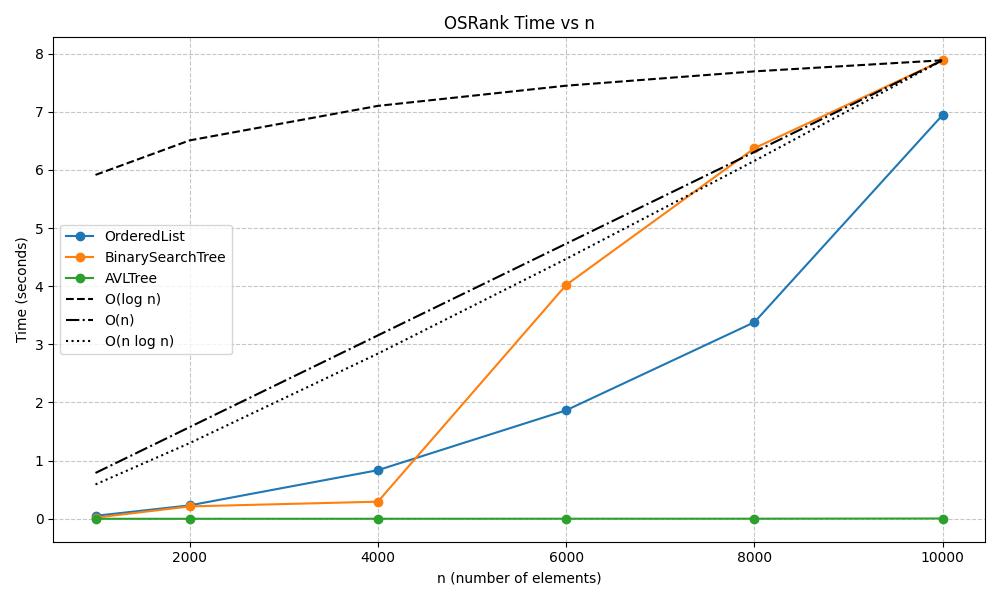 OSRank Time vs n
8
7
6
5
4
3
2
1
0
Time (seconds)
OrderedList
BinarySearchTree
AVLTree
O(log n)
O(n)
O(n log n)
2000 4000 6000 8000 10000
n (number of elements)